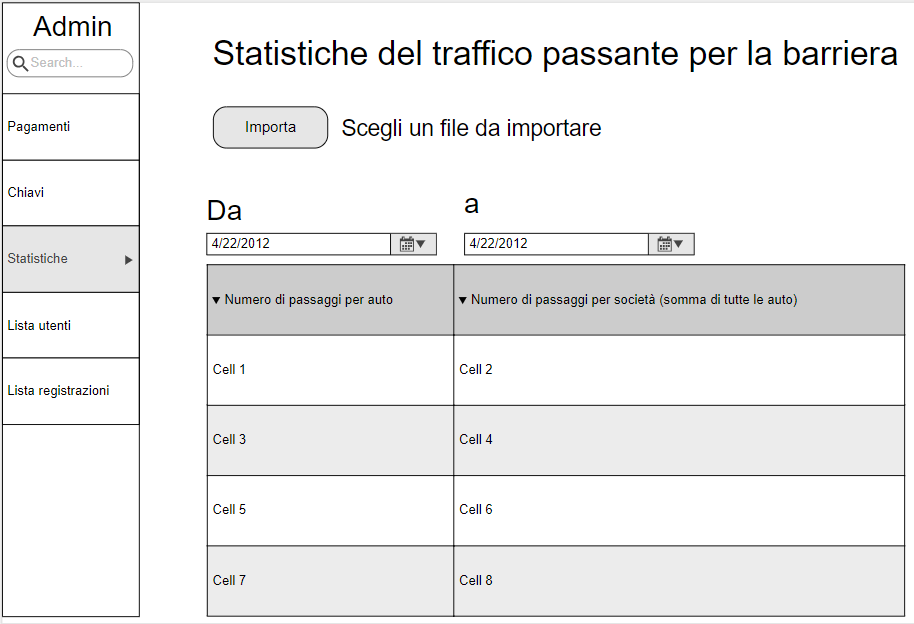 Admin
Search...
Pagamenti
Chiavi
Statistiche
Lista utenti
Lista registrazioni
Statistiche del traffico passante per la barriera
Importa
Scegli un file da importare
Da
a
4/22/2012
4/22/2012
Numero di passaggi per auto
Numero di passaggi per società (somma di tutte le auto)
Cell 1
Cell 2
Cell 3
Cell 4
Cell 5
Cell 6
Cell 7
Cell 8